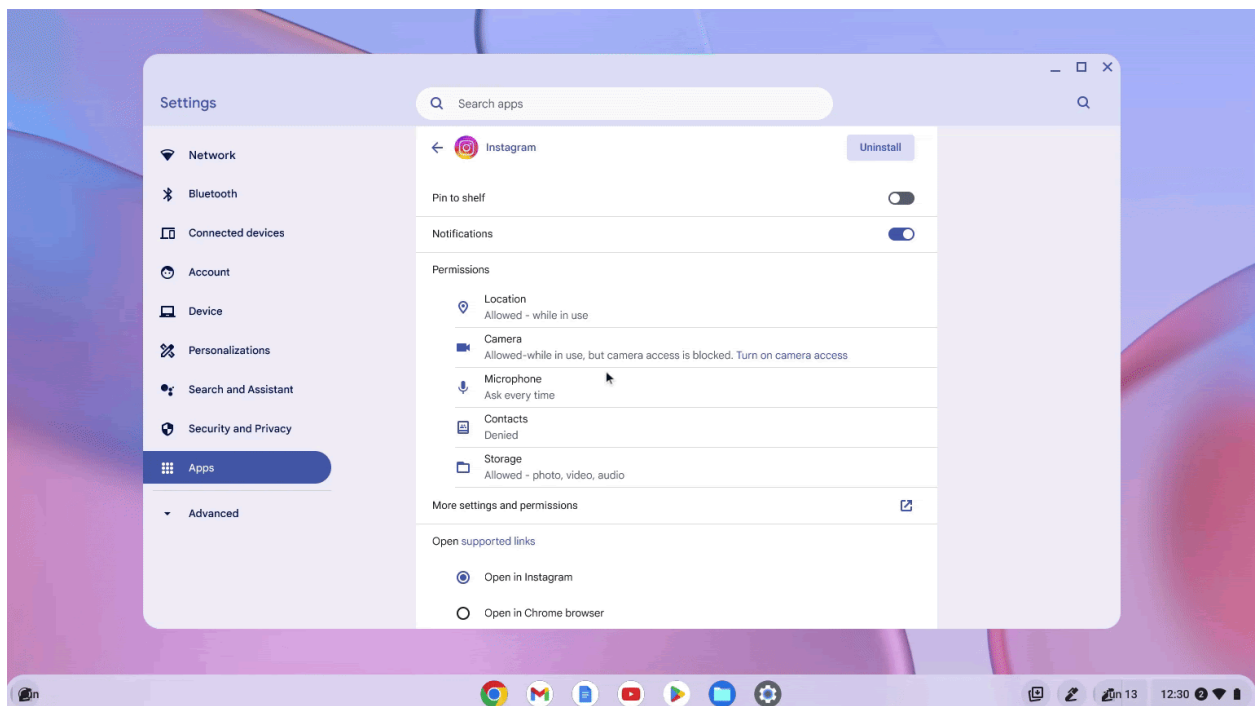 Settings
Search apps
Network
Bluetooth
Connected devices
Account
Device
Personalizations
Search and Assistant
Security and Privacy
Apps
Advanced
Instagram
Uninstall
Pin to shelf
Notifications
Permissions
Location
Allowed - while in use
Camera
Allowed-while in use, but camera access is blocked. Turn on camera access
Microphone
Ask every time
Contacts
Denied
Storage
Allowed - photo, video, audio
More settings and permissions
Open supported links
Open in Instagram
Open in Chrome browser
13
12:30 2